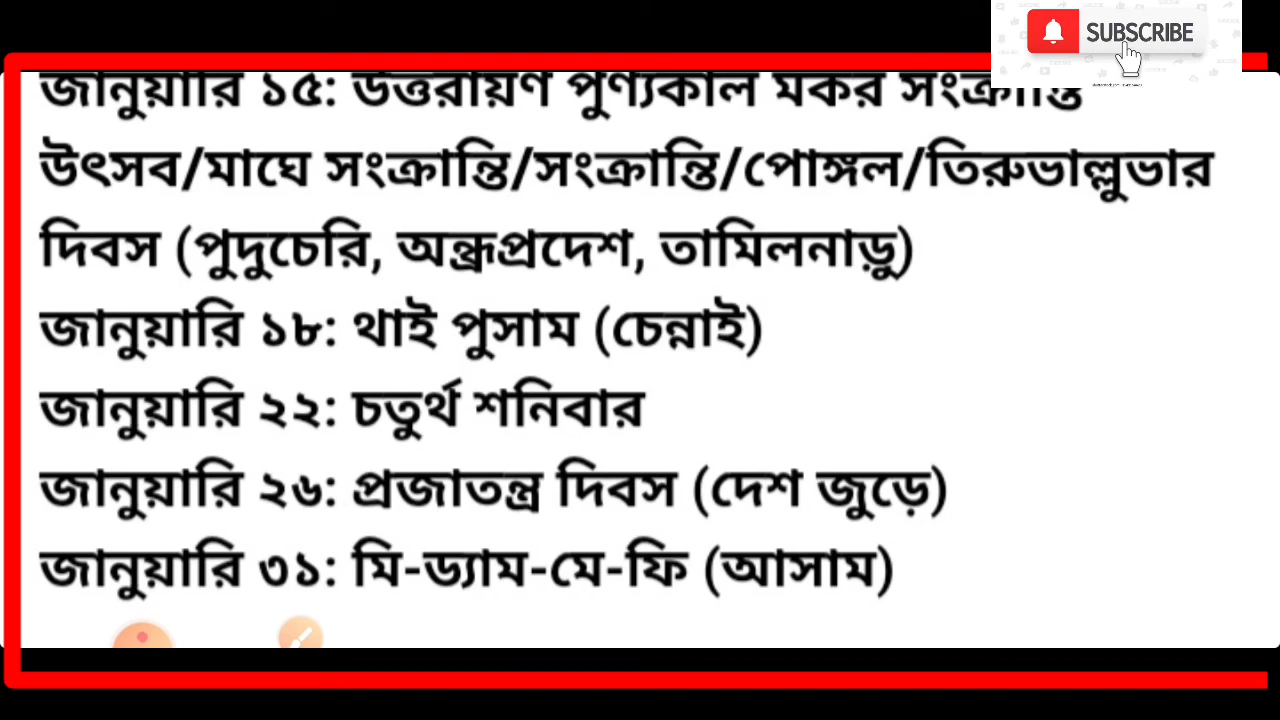 SUBSCRIBE
জানুয়ারি ১৫: উত্তরায়ণ পুণ্যকাল মকর সংক্রান্তি
উৎসব/মাঘে সংক্রান্তি/সংক্রান্তি/পোঙ্গল/তিরুভাল্লুভার
দিবস (পুদুচেরি, অন্ধ্রপ্রদেশ, তামিলনাড়ু)
জানুয়ারি ১৮: থাই পুসাম (চেন্নাই)
জানুয়ারি ২২: চতুর্থ শনিবার
জানুয়ারি ২৬: প্রজাতন্ত্র দিবস (দেশ জুড়ে)
জানুয়ারি ৩১: মি-ড্যাম-মে-ফি (আসাম)